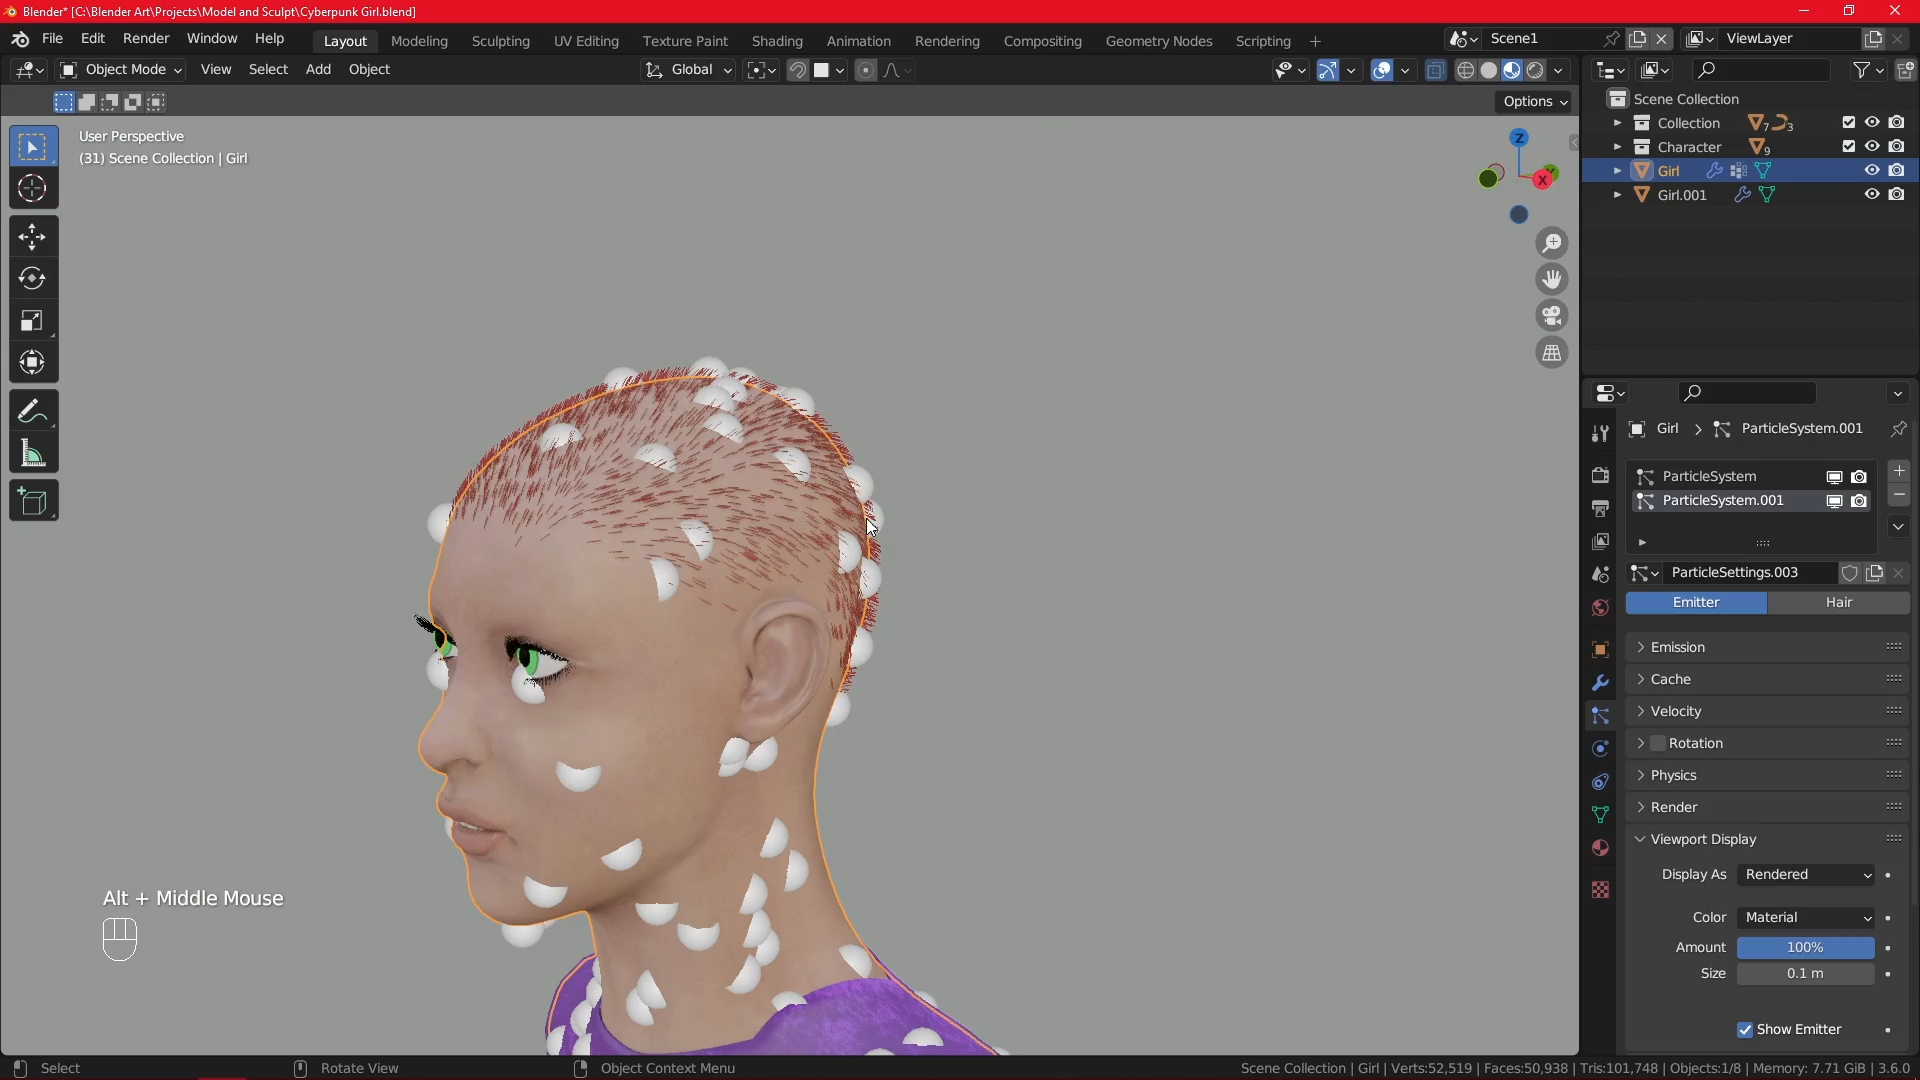 Blender* [C:\Blender Art\Projects\Model and Sculpt\Cyberpunk Girl.blend]
File Edit Render Window Help Layout Modeling Sculpting UV Editing Texture Paint Shading Animation Rendering Compositing Geometry Nodes Scripting + Scene1 ViewLayer
Object Mode View Select Add Object Global
Options
User Perspective
(31) Scene Collection | Girl
Z
Y
X
Scene Collection
Collection 7 3
Character 9
Girl
Girl.001
Girl > ParticleSystem.001
ParticleSystem
ParticleSystem.001
ParticleSettings.003
Emitter Hair
Emission
Cache
Velocity
Rotation
Physics
Render
Viewport Display
Display As Rendered
Color Material
Amount 100%
Size 0.1 m
Show Emitter
Alt + Middle Mouse
Select Rotate View Object Context Menu Scene Collection | Girl | Verts:52,519 | Faces:50,938 | Tris:101,748 | Objects:1/8 | Memory: 7.71 GiB | 3.6.0